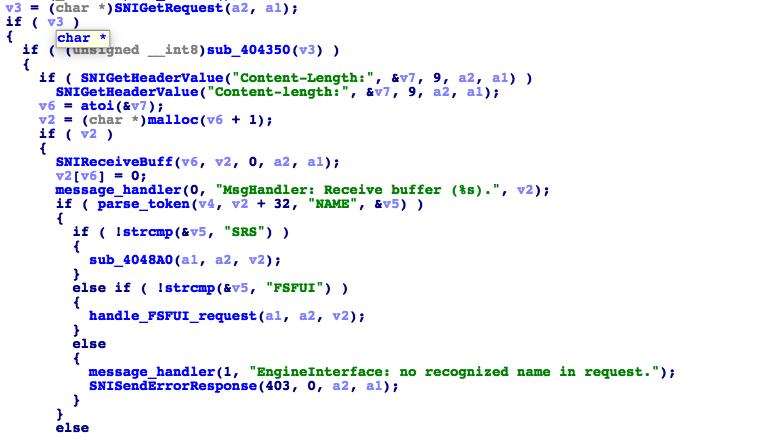 v3 = (char *)SNIGetRequest(a2, a1);
if ( v3 )
{
char *
if ( (unsigned __int8)sub_404350(v3) )
{
if ( SNIGetHeaderValue("Content-Length:", &v7, 9, a2, a1) )
SNIGetHeaderValue("Content-length:", &v7, 9, a2, a1);
v6 = atoi(&v7);
v2 = (char *)malloc(v6 + 1);
if ( v2 )
{
SNIReceiveBuff(v6, v2, 0, a2, a1);
v2[v6] = 0;
message_handler(0, "MsgHandler: Receive buffer (%s).", v2);
if ( parse_token(v4, v2 + 32, "NAME", &v5) )
{
if ( !strcmp(&v5, "SRS") )
{
sub_4048A0(a1, a2, v2);
}
else if ( !strcmp(&v5, "FSFUI") )
{
handle_FSFUI_request(a1, a2, v2);
}
else
{
message_handler(1, "EngineInterface: no recognized name in request.");
SNISendErrorResponse(403, 0, a2, a1);
}
}
else